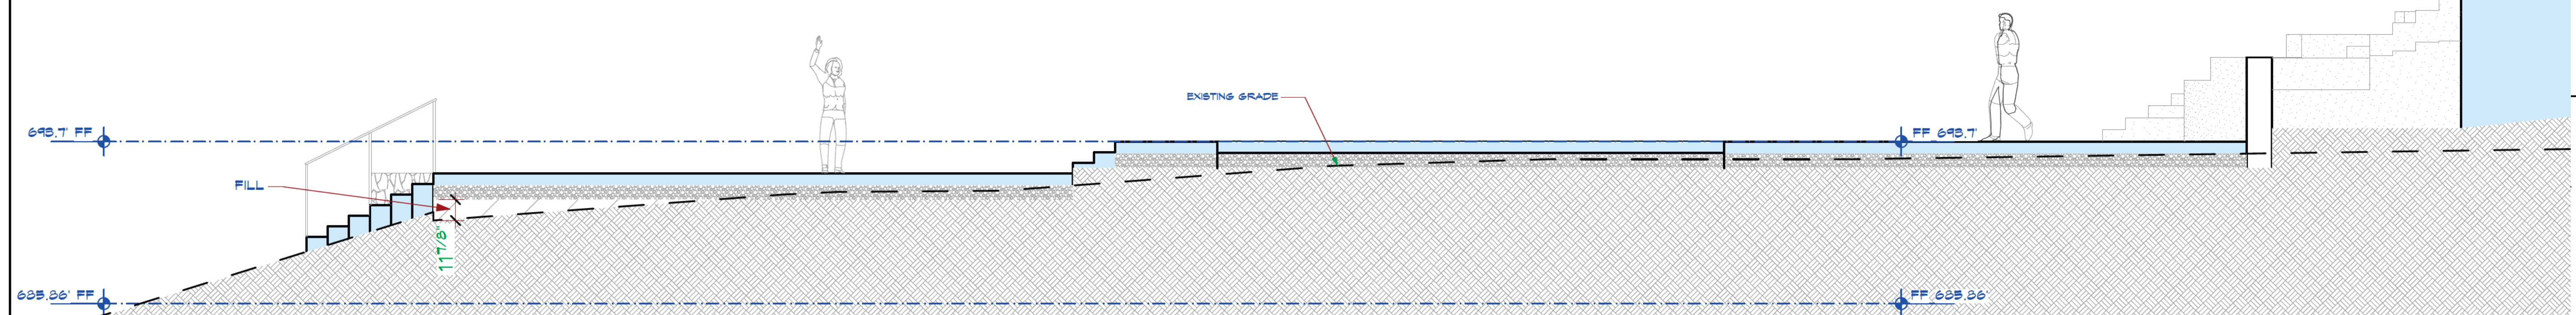 EXISTING GRADE
693.7' FF
FF 693.7'
FILL
11 7/8"
685.86' FF
FF 685.86'